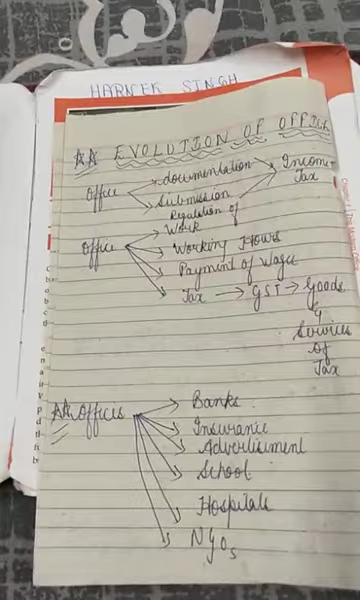 HARNEK SINGH
EVOLUTION OF OFFICE
Office documentation Income Tax
Submission
Office Regulation of Work
Working Hours
Payment of Wages
Tax → GST → Goods & Services of Tax
Offices Banks
Insurance
Advertisement
School
Hospitals
NGOs